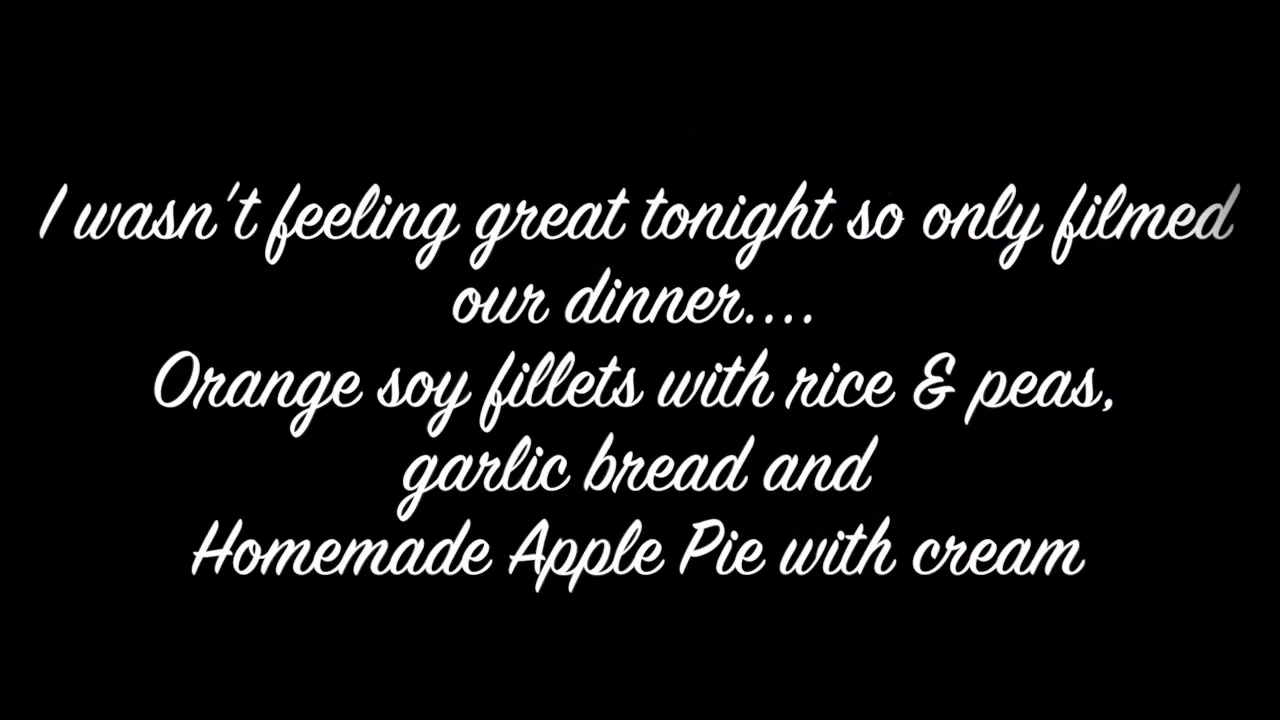 I wasn't feeling great tonight so only filmed
our dinner....
Orange soy fillets with rice & peas,
garlic bread and
Homemade Apple Pie with cream